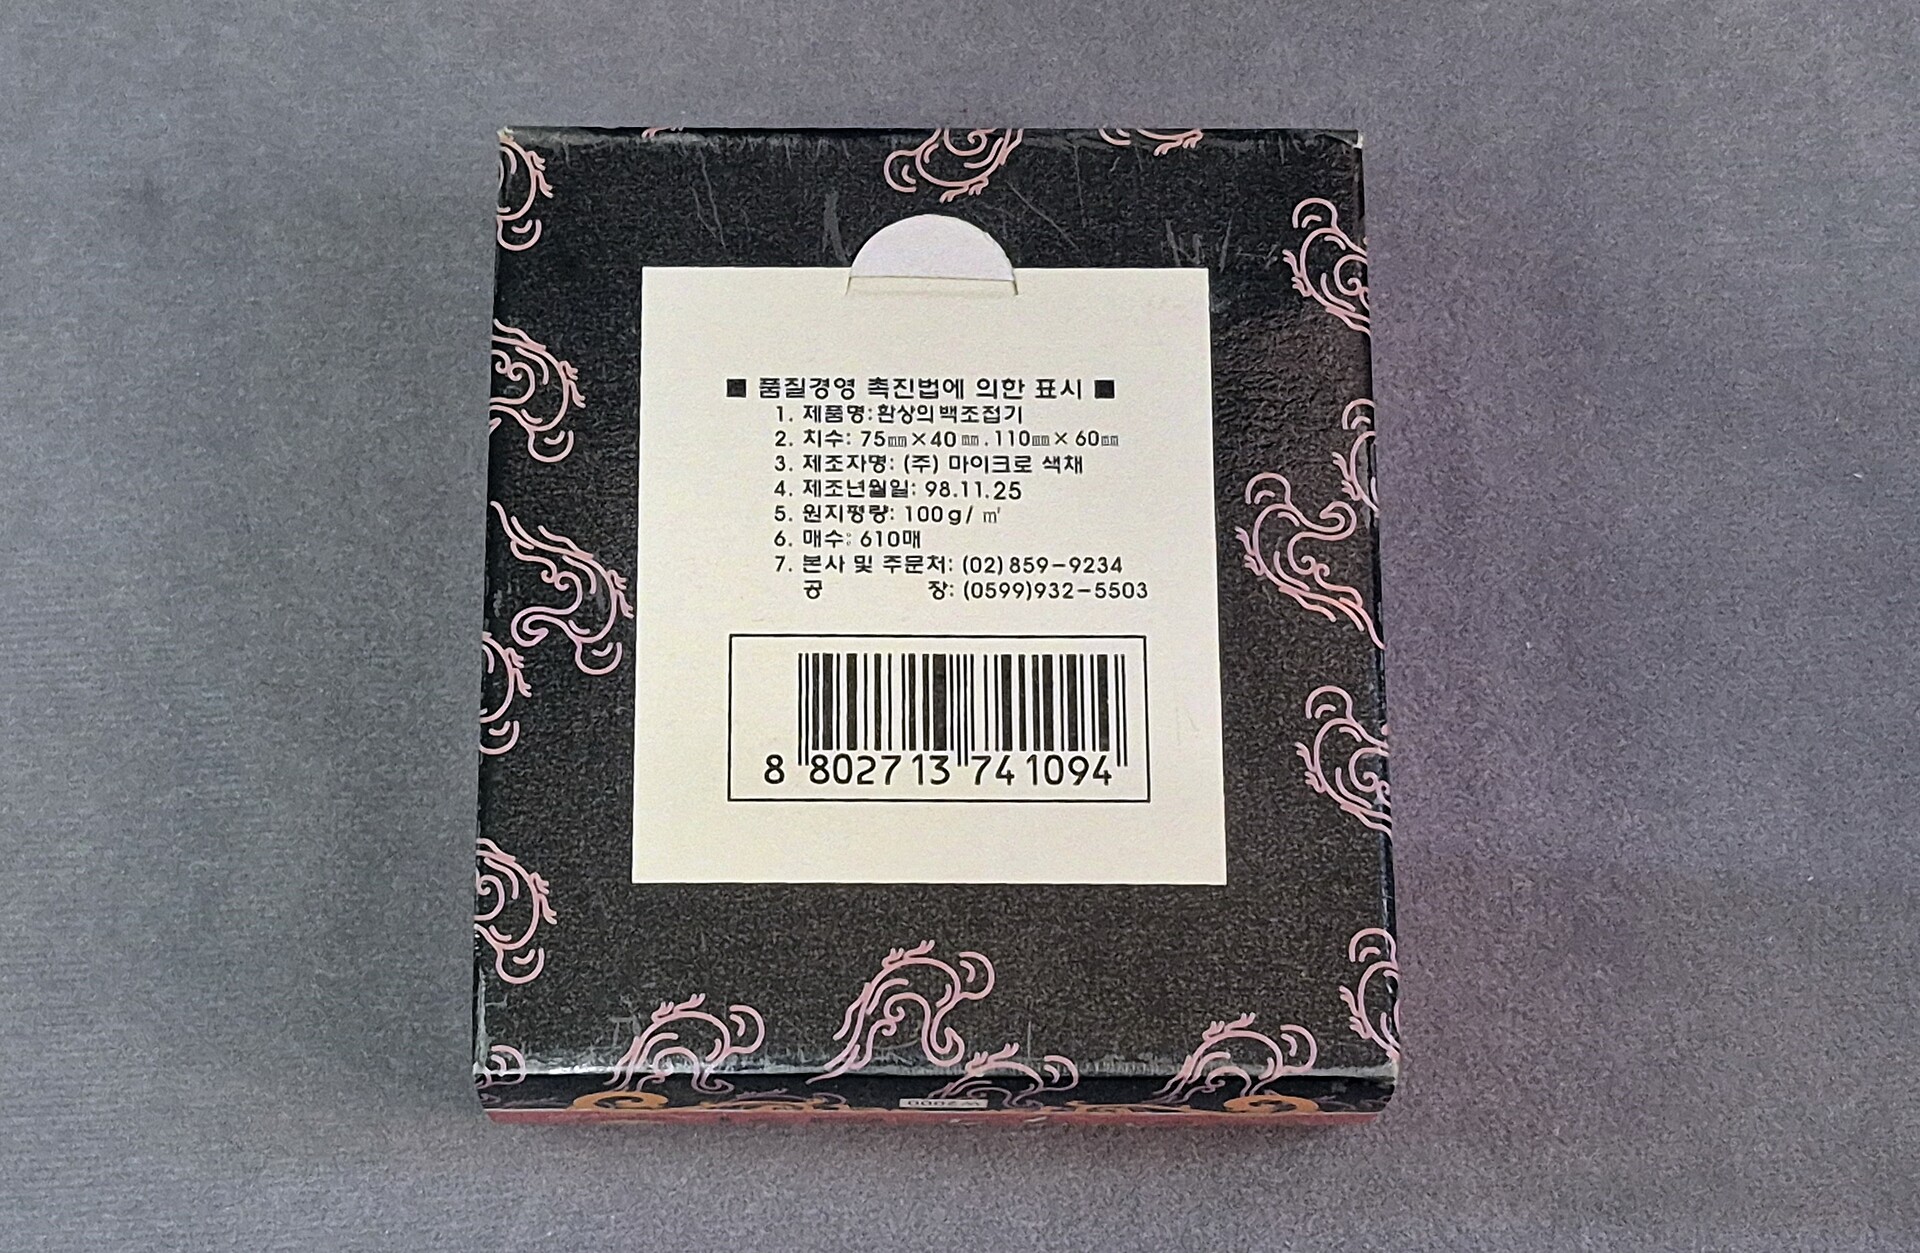 ■ 품질경영 촉진법에 의한 표시 ■
1. 제품명:환상의백조접기
2. 치수: 75㎜×40㎜.110㎜×60㎜
3. 제조자명: (주) 마이크로 색채
4. 제조년월일: 98.11.25
5. 원지평량: 100g/㎡
6. 매수: 610매
7. 본사 및 주문처: (02)859-9234
공 장: (0599)932-5503
8 802713 741094
₩2000